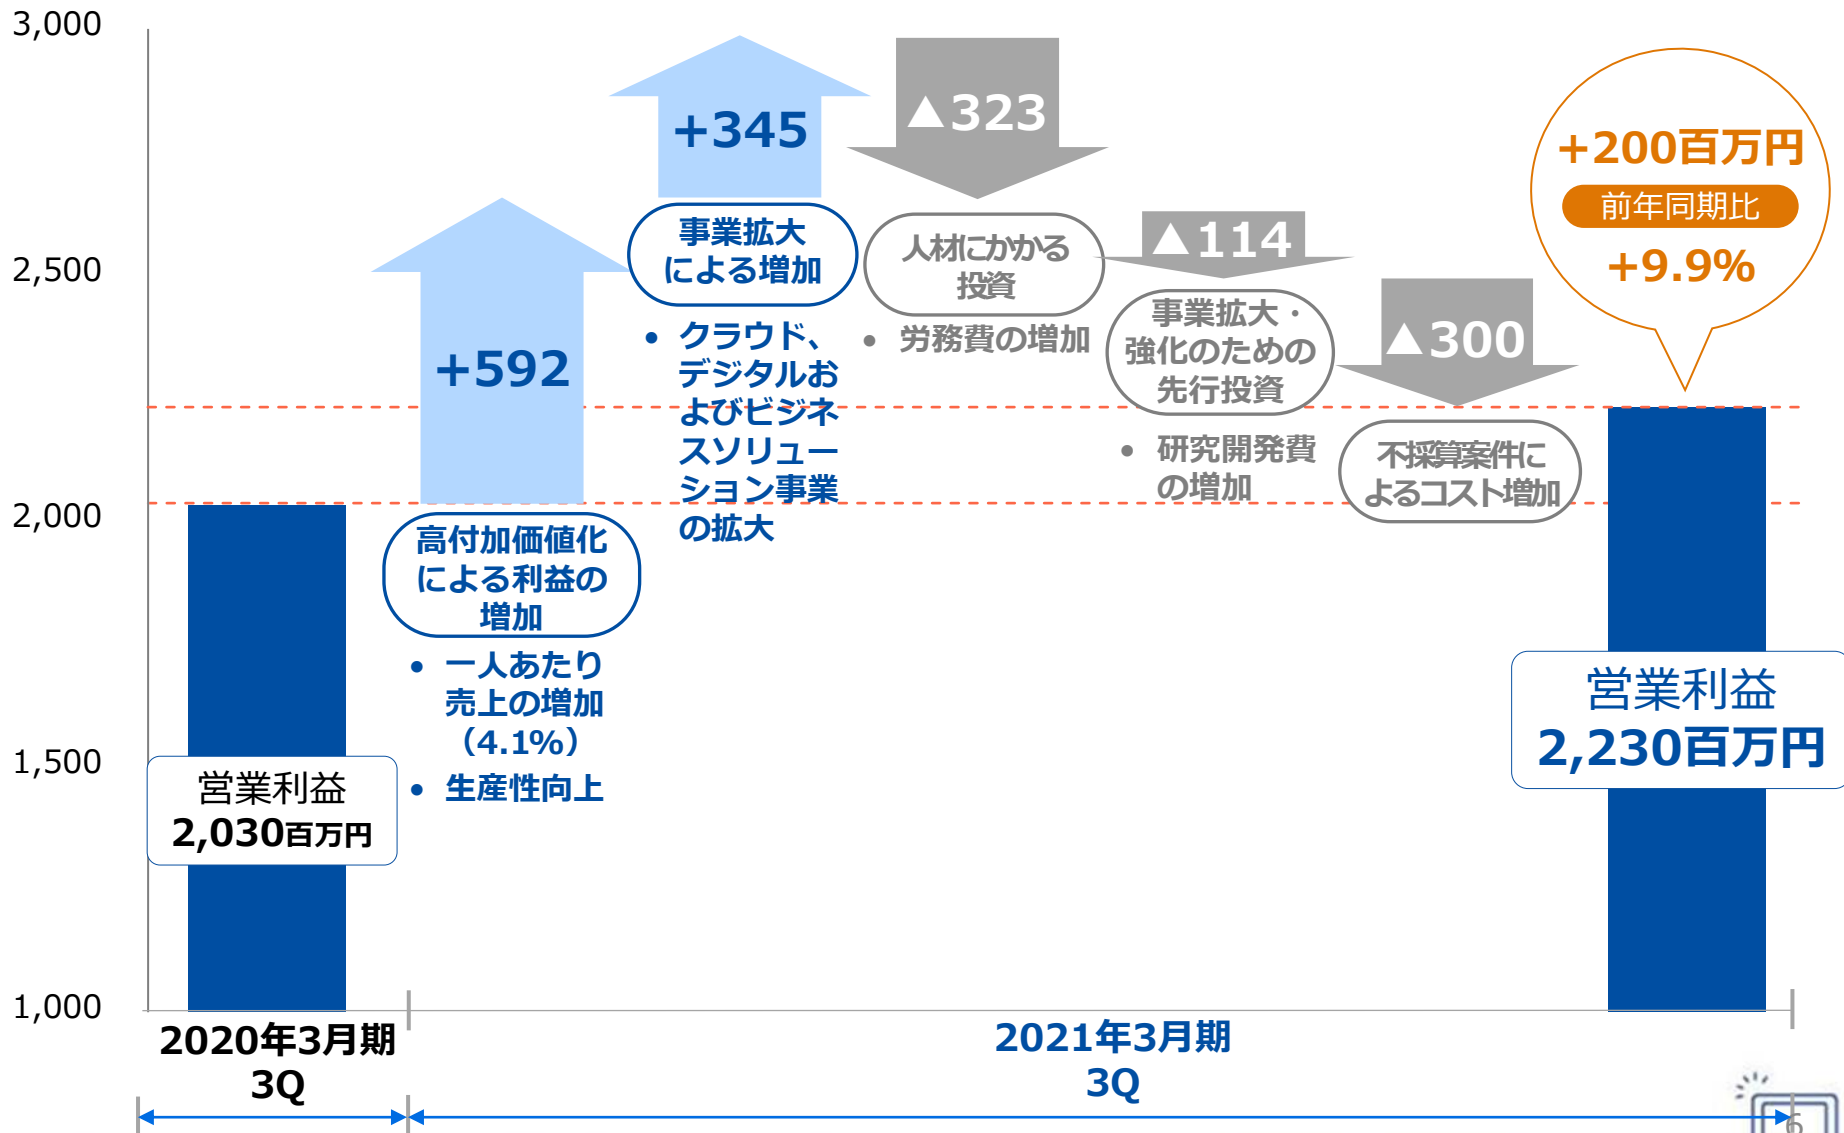 3,000
2,500
2,000
1,500
1,000
営業利益
2,030百万円
+592
高付加価値化
による利益の
増加
• 一人あたり
売上の増加
（4.1%）
• 生産性向上
+345
事業拡大
による増加
• クラウド、
デジタルお
よびビジネ
スソリュー
ション事業
の拡大
▲323
人材にかかる
投資
• 労務費の増加
▲114
事業拡大・
強化のための
先行投資
• 研究開発費
の増加
▲300
不採算案件に
よるコスト増加
+200百万円
前年同期比
+9.9%
営業利益
2,230百万円
2020年3月期
3Q
2021年3月期
3Q
6